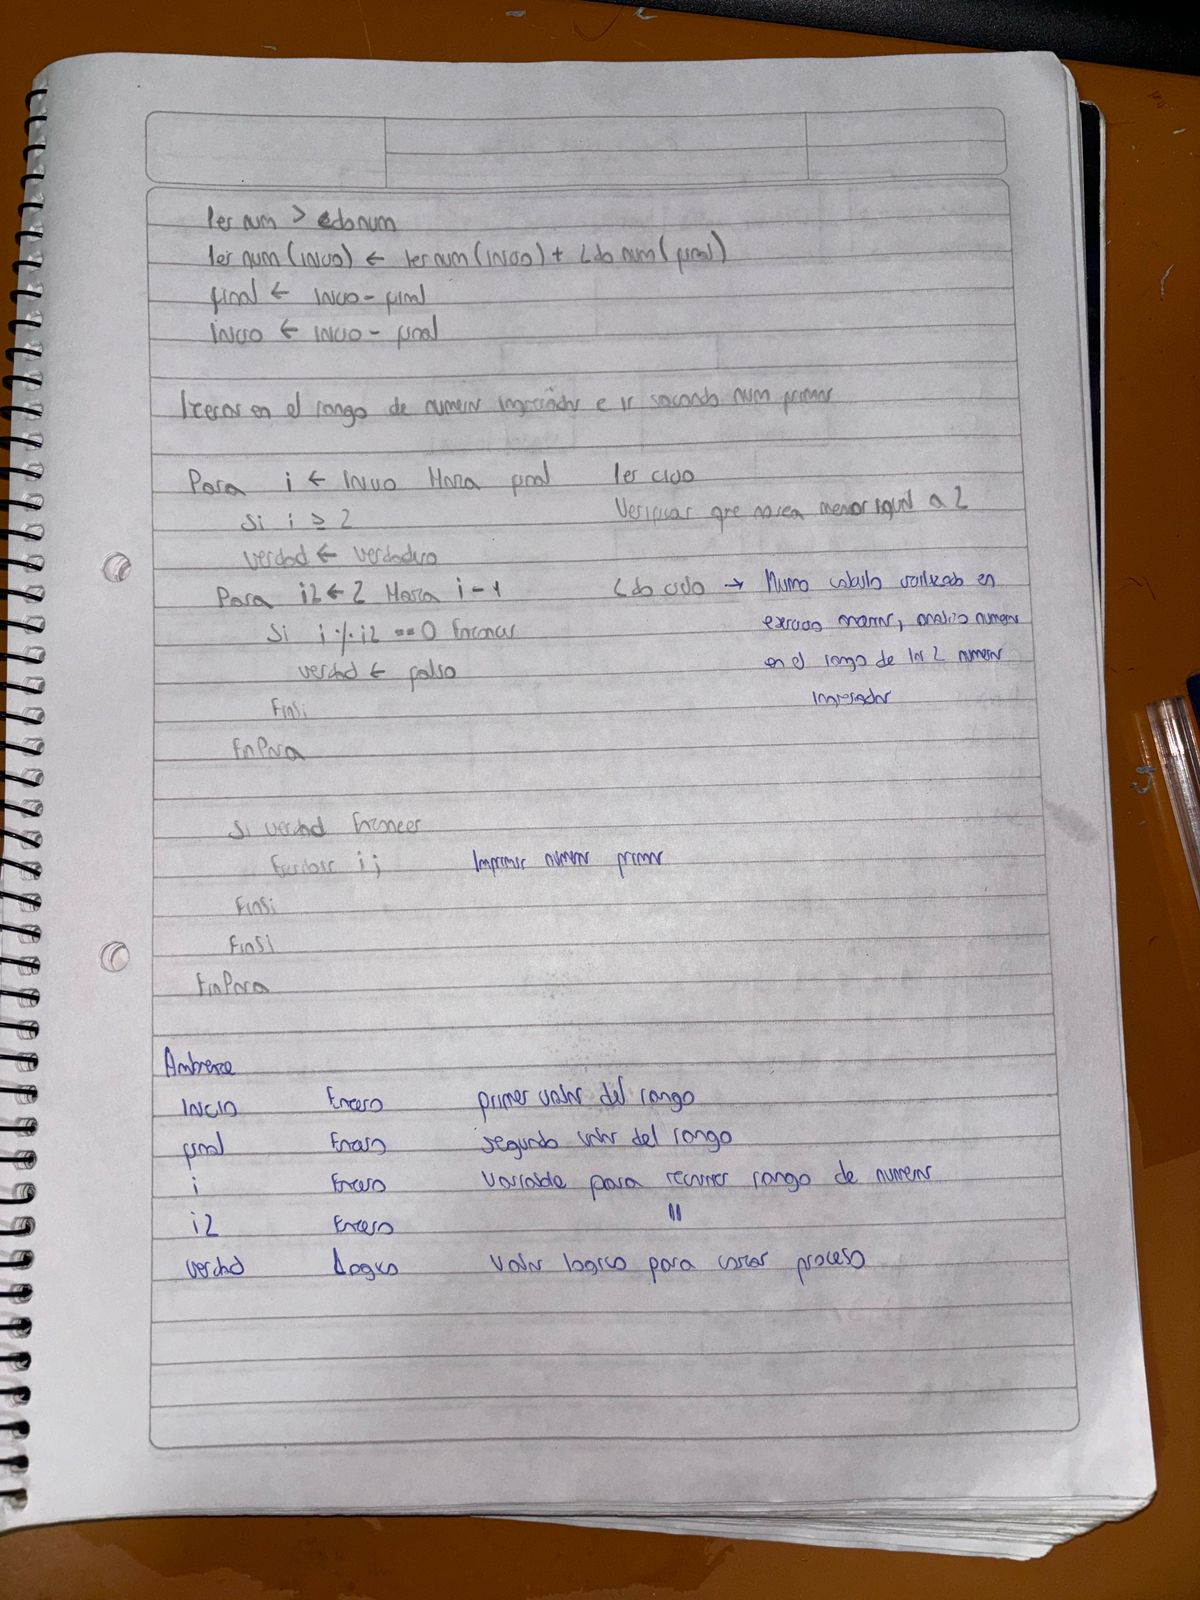 1er num > 2do num
1er num (inicio) ← 1er num (inicio) + 2do num (final)
final ← inicio - final
inicio ← inicio - final
Iterar en el rango de numeros ingresados e ir sacando num primos
Para i ← Inicio Hasta final 1er ciclo
Si i ≥ 2 Verificar que no sea menor igual a 2
verdad ← verdadero
Para i2 ← 2 Hasta i - 1 2do ciclo → Mismo calculo realizado en
Si i % i2 == 0 Entonces ejercicio anterior, analizo numeros
verdad ← falso en el rango de los 2 numeros
FinSi ingresados
FinPara
Si verdad Entonces
Escribir i; Imprimir numeros primos
FinSi
FinSi
FinPara
Ambiente
Inicio Entero primer valor del rango
final Entero segundo valor del rango
i Entero Variable para recorrer rango de numeros
i2 Entero "
verdad Logico valor logico para proceso